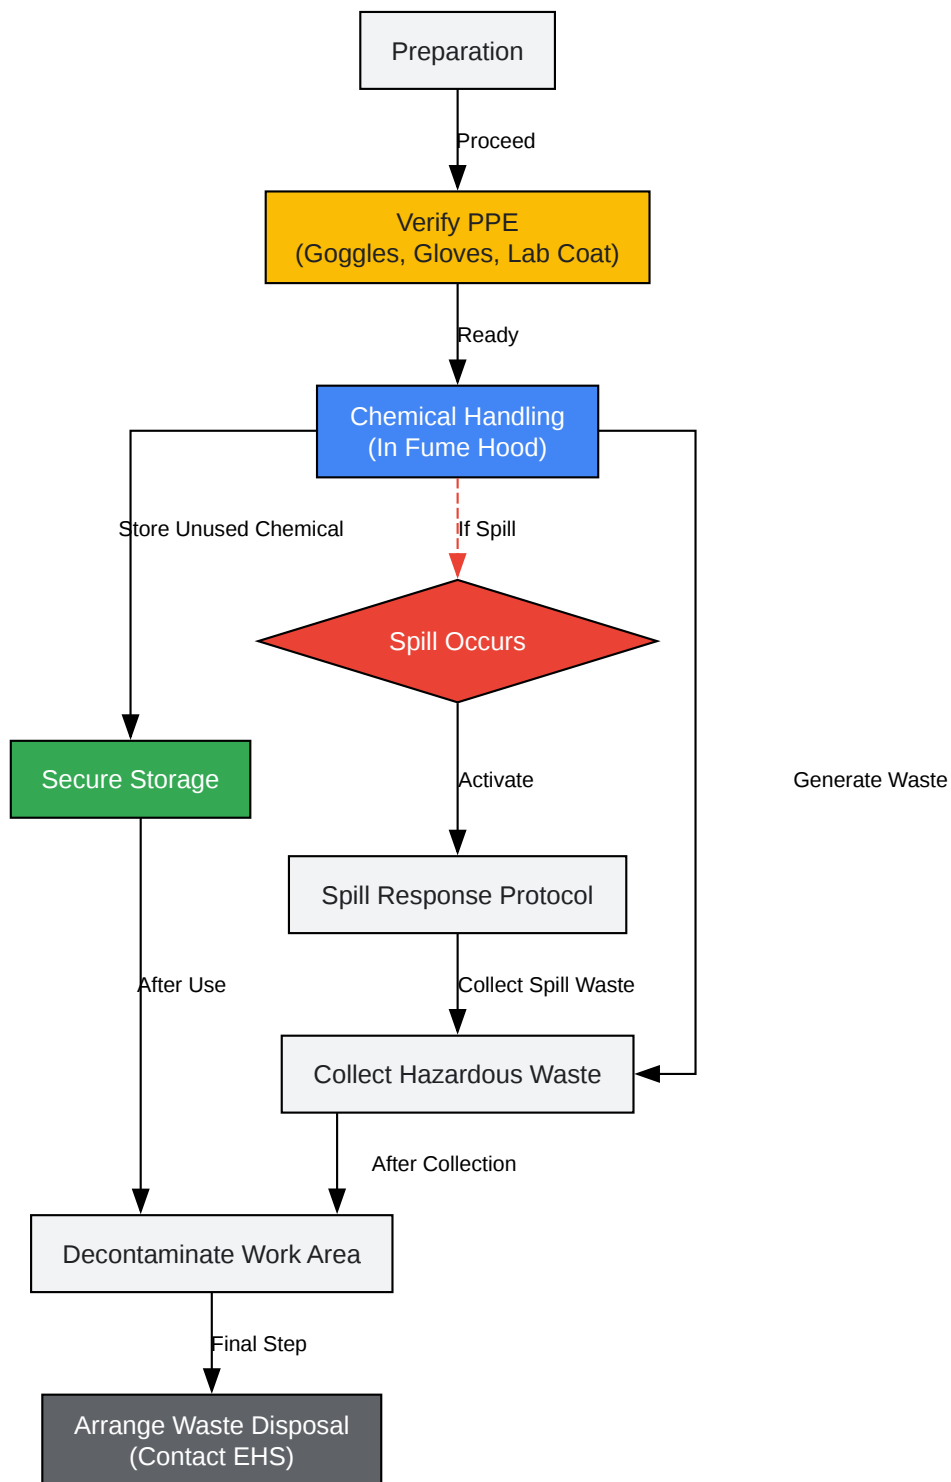 Preparation
Proceed
Verify PPE
(Goggles, Gloves, Lab Coat)
Ready
Chemical Handling
(In Fume Hood)
Store Unused Chemical
If Spill
Spill Occurs
Secure Storage
Activate
Generate Waste
Spill Response Protocol
After Use
Collect Spill Waste
Collect Hazardous Waste
After Collection
Decontaminate Work Area
Final Step
Arrange Waste Disposal
(Contact EHS)